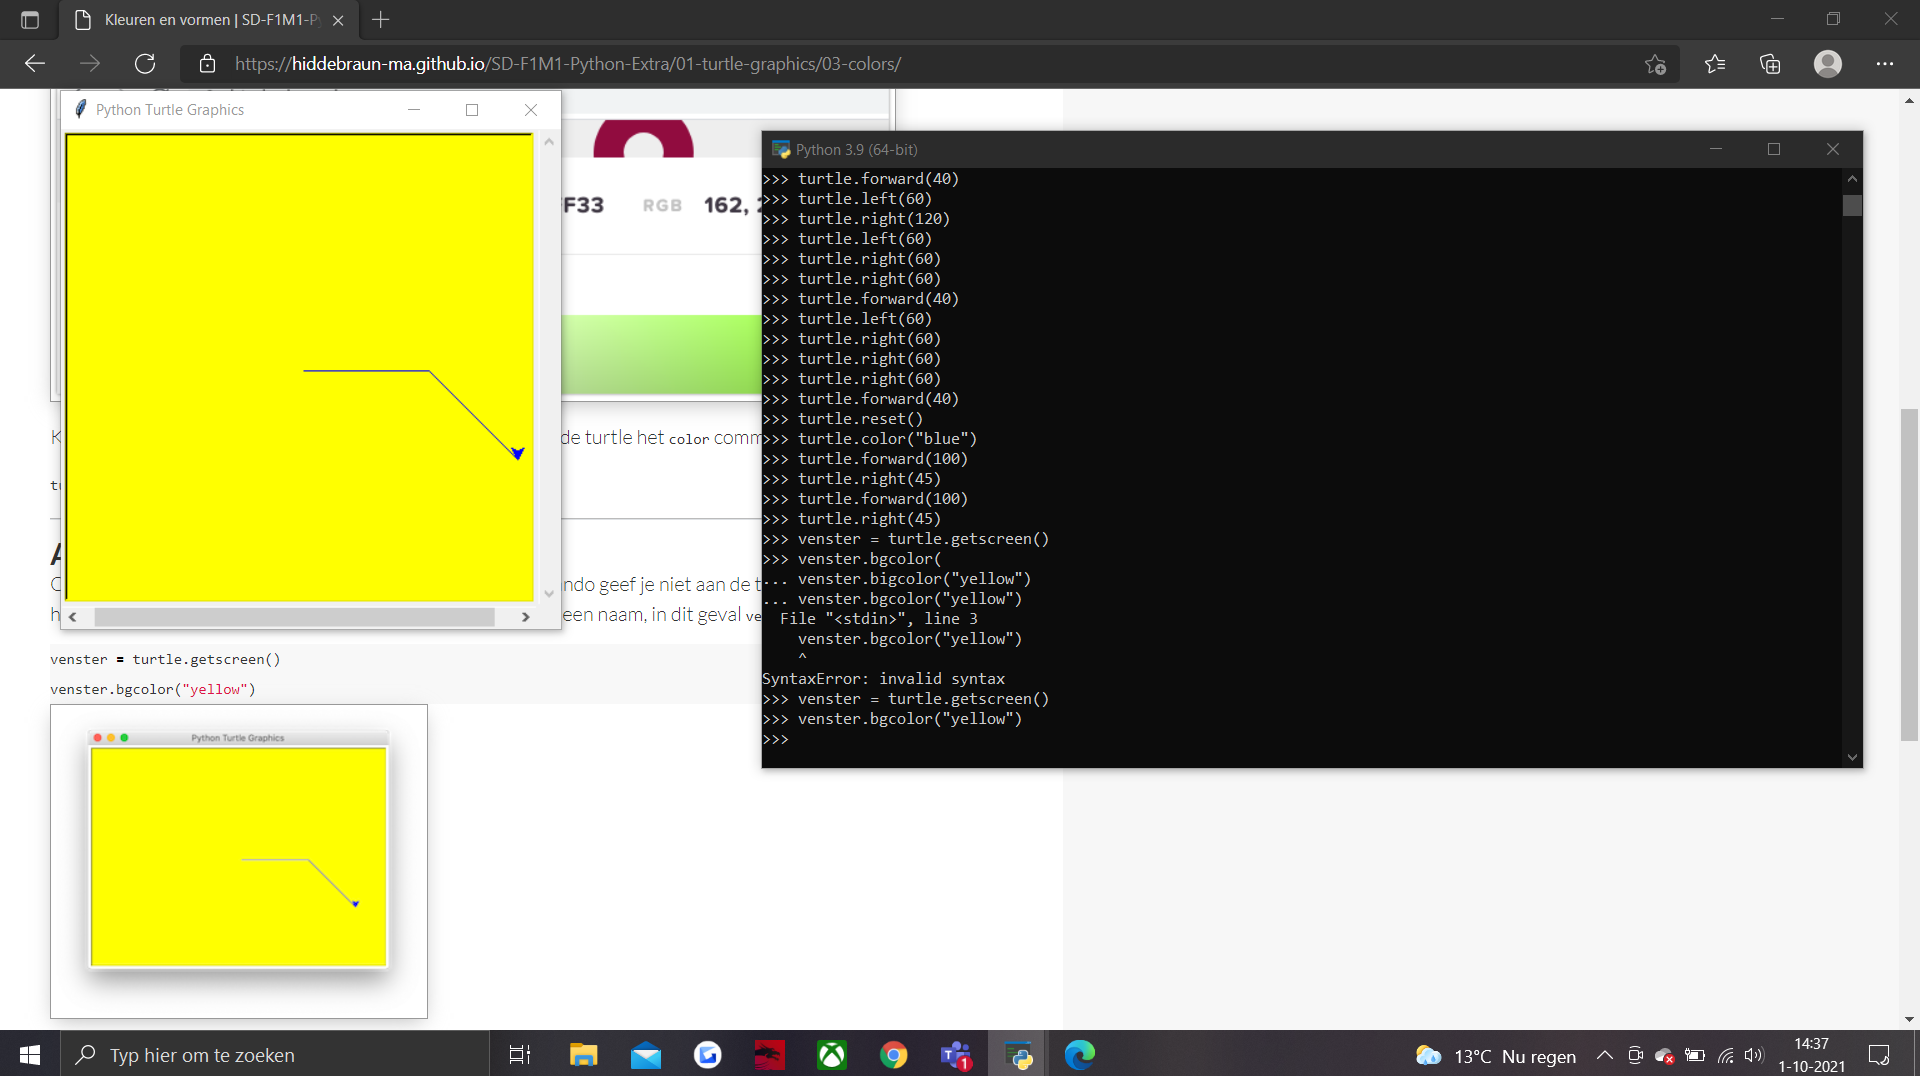 Kleuren en vormen | SD-F1M1-Py
https://hiddebraun-ma.github.io/SD-F1M1-Python-Extra/01-turtle-graphics/03-colors/
Python Turtle Graphics
FF33 RGB 162, 2
K de turtle het color comm
tu
A
O ndo geef je niet aan de t
h een naam, in dit geval ve
venster = turtle.getscreen()
venster.bgcolor("yellow")
Python Turtle Graphics
Python 3.9 (64-bit)
>>> turtle.forward(40)
>>> turtle.left(60)
>>> turtle.right(120)
>>> turtle.left(60)
>>> turtle.right(60)
>>> turtle.right(60)
>>> turtle.forward(40)
>>> turtle.left(60)
>>> turtle.right(60)
>>> turtle.right(60)
>>> turtle.right(60)
>>> turtle.forward(40)
>>> turtle.reset()
>>> turtle.color("blue")
>>> turtle.forward(100)
>>> turtle.right(45)
>>> turtle.forward(100)
>>> turtle.right(45)
>>> venster = turtle.getscreen()
>>> venster.bgcolor(
... venster.bigcolor("yellow")
... venster.bgcolor("yellow")
File "<stdin>", line 3
venster.bgcolor("yellow")
^
SyntaxError: invalid syntax
>>> venster = turtle.getscreen()
>>> venster.bgcolor("yellow")
>>>
Typ hier om te zoeken
1
13°C Nu regen
14:37
1-10-2021